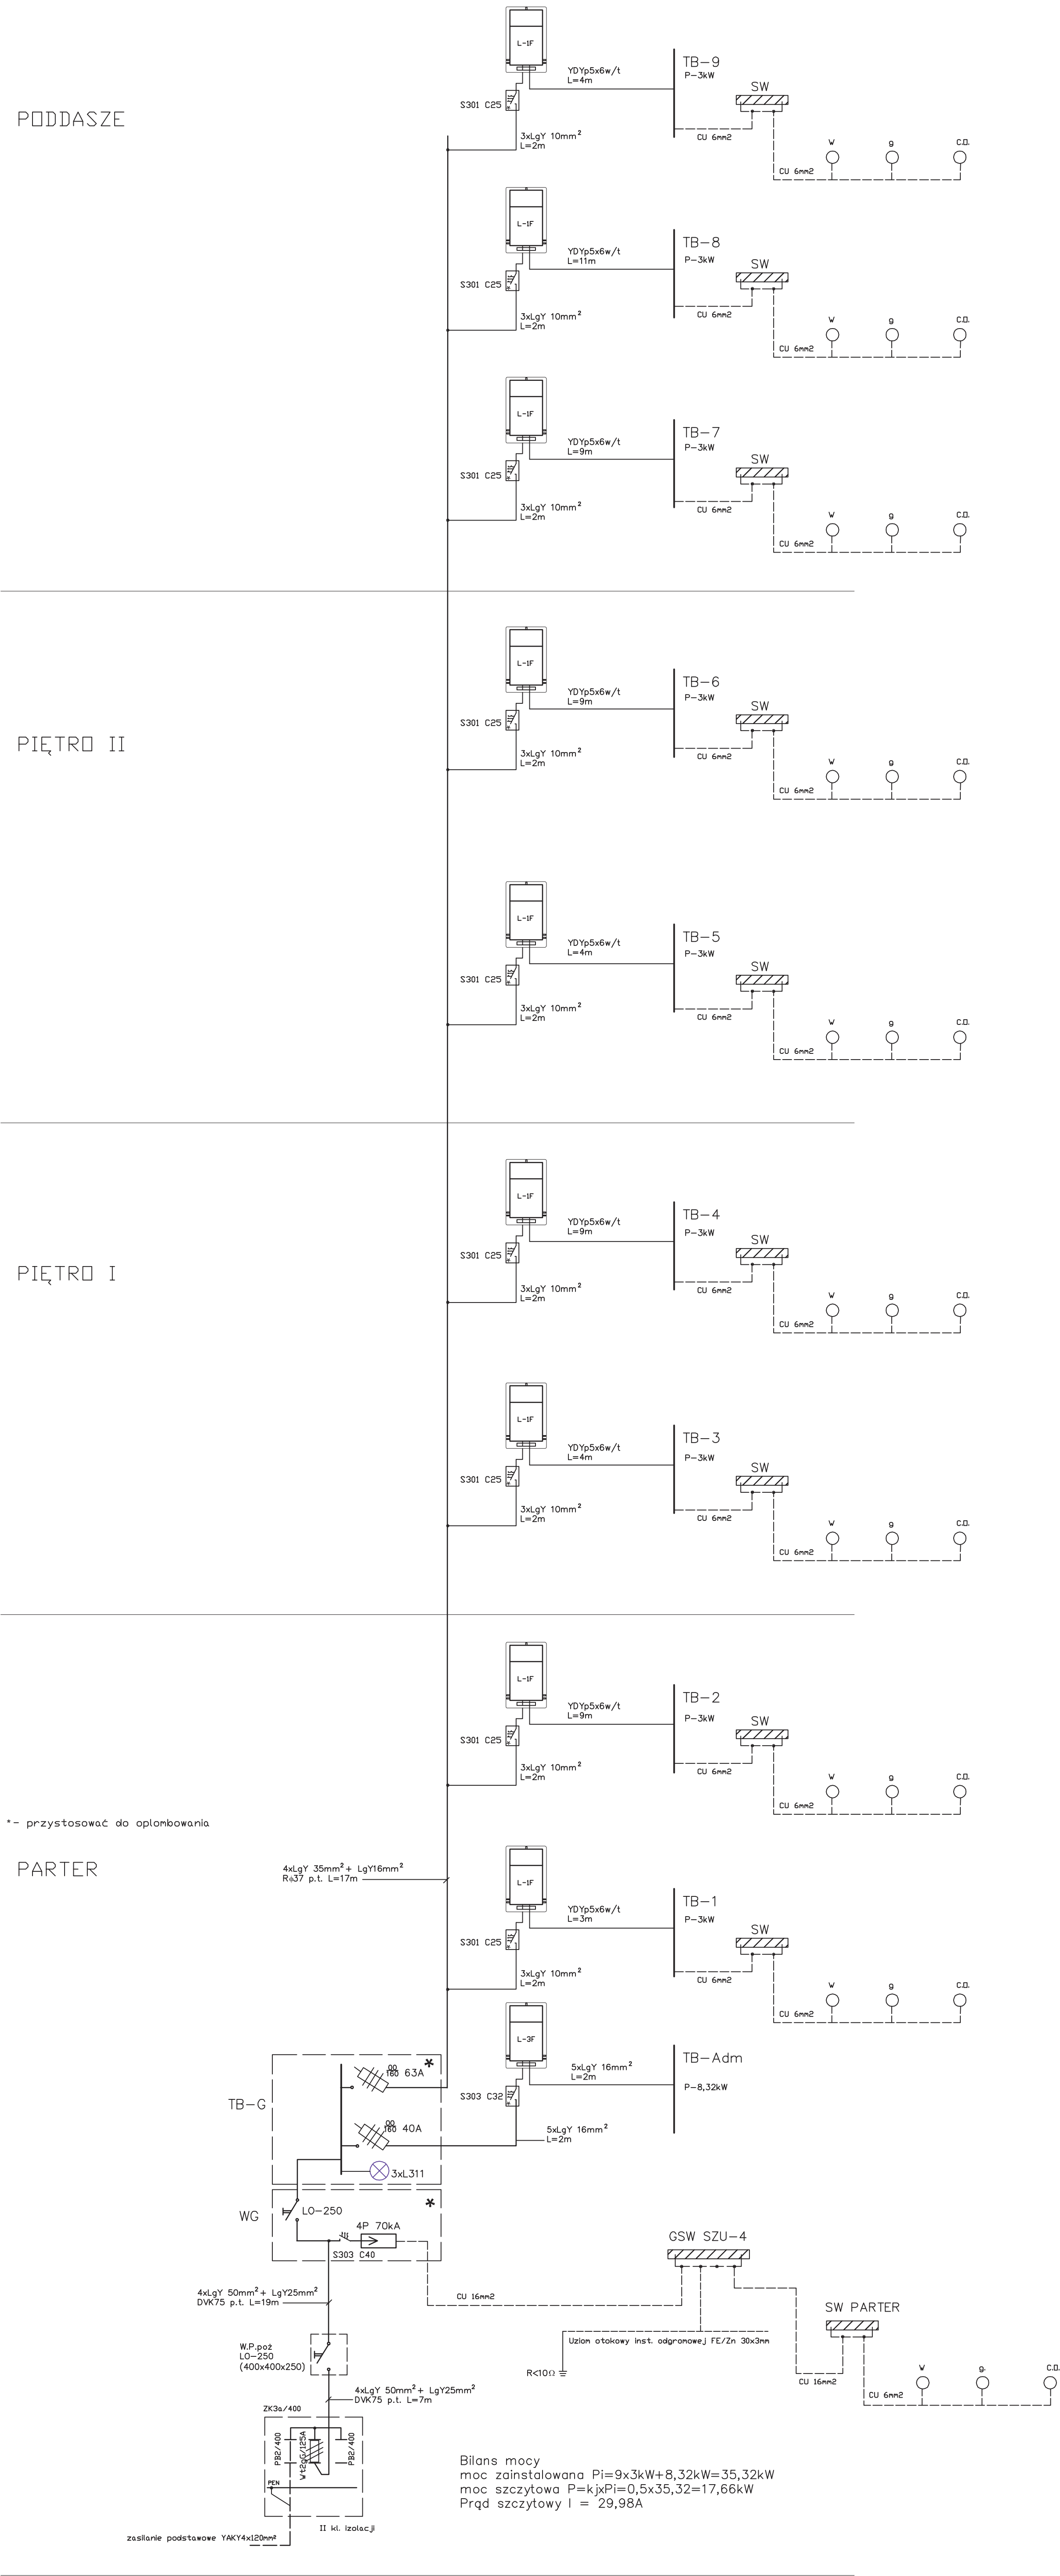 PODDASZE
L-1F
S301 C25
YDYp5x6w/t
L=4m
3xLgY 10mm²
L=2m
TB-9
P-3kW
SW
CU 6mm2
CU 6mm2
W
g
C.O.
L-1F
S301 C25
YDYp5x6w/t
L=11m
3xLgY 10mm²
L=2m
TB-8
P-3kW
SW
CU 6mm2
CU 6mm2
W
g
C.O.
L-1F
S301 C25
YDYp5x6w/t
L=9m
3xLgY 10mm²
L=2m
TB-7
P-3kW
SW
CU 6mm2
CU 6mm2
W
g
C.O.
PIĘTRO II
L-1F
S301 C25
YDYp5x6w/t
L=9m
3xLgY 10mm²
L=2m
TB-6
P-3kW
SW
CU 6mm2
CU 6mm2
W
g
C.O.
L-1F
S301 C25
YDYp5x6w/t
L=4m
3xLgY 10mm²
L=2m
TB-5
P-3kW
SW
CU 6mm2
CU 6mm2
W
g
C.O.
PIĘTRO I
L-1F
S301 C25
YDYp5x6w/t
L=9m
3xLgY 10mm²
L=2m
TB-4
P-3kW
SW
CU 6mm2
CU 6mm2
W
g
C.O.
L-1F
S301 C25
YDYp5x6w/t
L=4m
3xLgY 10mm²
L=2m
TB-3
P-3kW
SW
CU 6mm2
CU 6mm2
W
g
C.O.
L-1F
S301 C25
YDYp5x6w/t
L=9m
3xLgY 10mm²
L=2m
TB-2
P-3kW
SW
CU 6mm2
CU 6mm2
W
g
C.O.
*- przystosować do oplombowania
PARTER
4xLgY 35mm²+ LgY16mm²
Rϕ37 p.t. L=17m
L-1F
S301 C25
YDYp5x6w/t
L=3m
3xLgY 10mm²
L=2m
TB-1
P-3kW
SW
CU 6mm2
CU 6mm2
W
g
C.O.
L-3F
S303 C32
5xLgY 16mm²
L=2m
5xLgY 16mm²
L=2m
TB-Adm
P-8,32kW
TB-G
00
160 63A
*
00
160 40A
3xL311
WG
LO-250
*
4P 70kA
S303 C40
GSW SZU-4
CU 16mm2
4xLgY 50mm²+ LgY25mm²
DVK75 p.t. L=19m
SW PARTER
W.P.poż
LO-250
(400x400x250)
Uziom otokowy inst. odgromowej FE/Zn 30x3mm
R<10Ω
CU 16mm2
CU 6mm2
W
g.
C.O.
4xLgY 50mm²+ LgY25mm²
DVK75 p.t. L=7m
ZK3a/400
PB2/400
Wt2gG/125A
PB2/400
PEN
II kl. izolacji
zasilanie podstawowe YAKY4x120mm²
Bilans mocy
moc zainstalowana Pi=9x3kW+8,32kW=35,32kW
moc szczytowa P=kjxPi=0,5x35,32=17,66kW
Prąd szczytowy I = 29,98A